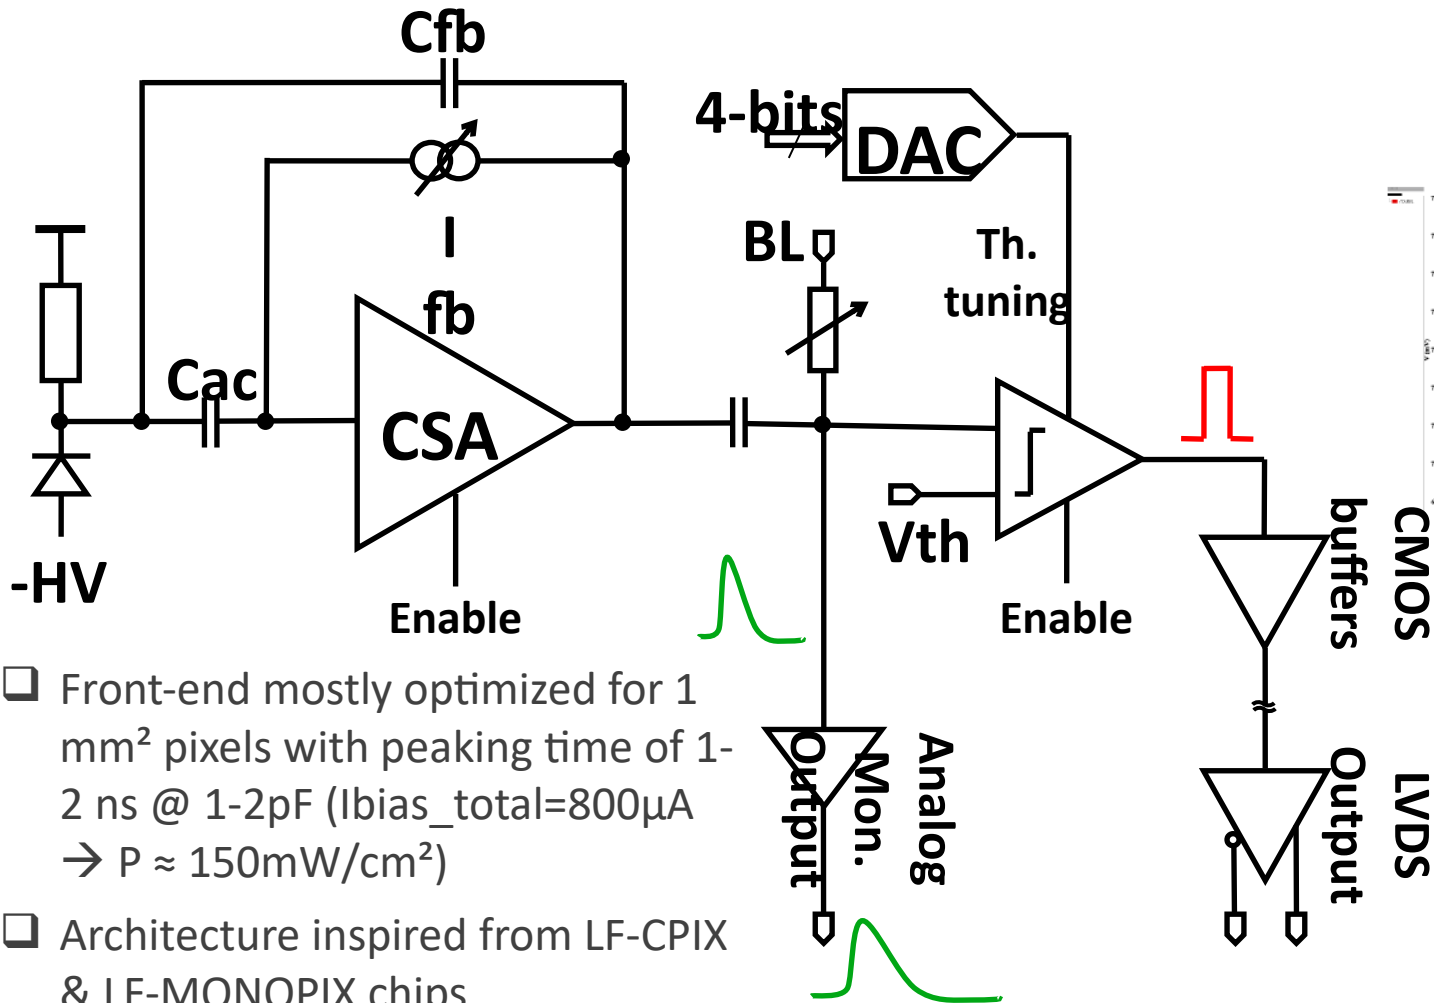 Cfb
4-bits
DAC
BL
Th.
tuning
I
fb
Cac
CSA
Vth
-HV
Enable
Enable
CMOS
buffers
Analog
Mon.
Output
LVDS
Output
❑ Front-end mostly optimized for 1
mm² pixels with peaking time of 1-
2 ns @ 1-2pF (Ibias_total=800µA
→ P ≈ 150mW/cm²)
❑ Architecture inspired from LF-CPIX
& LF-MONOPIX chips